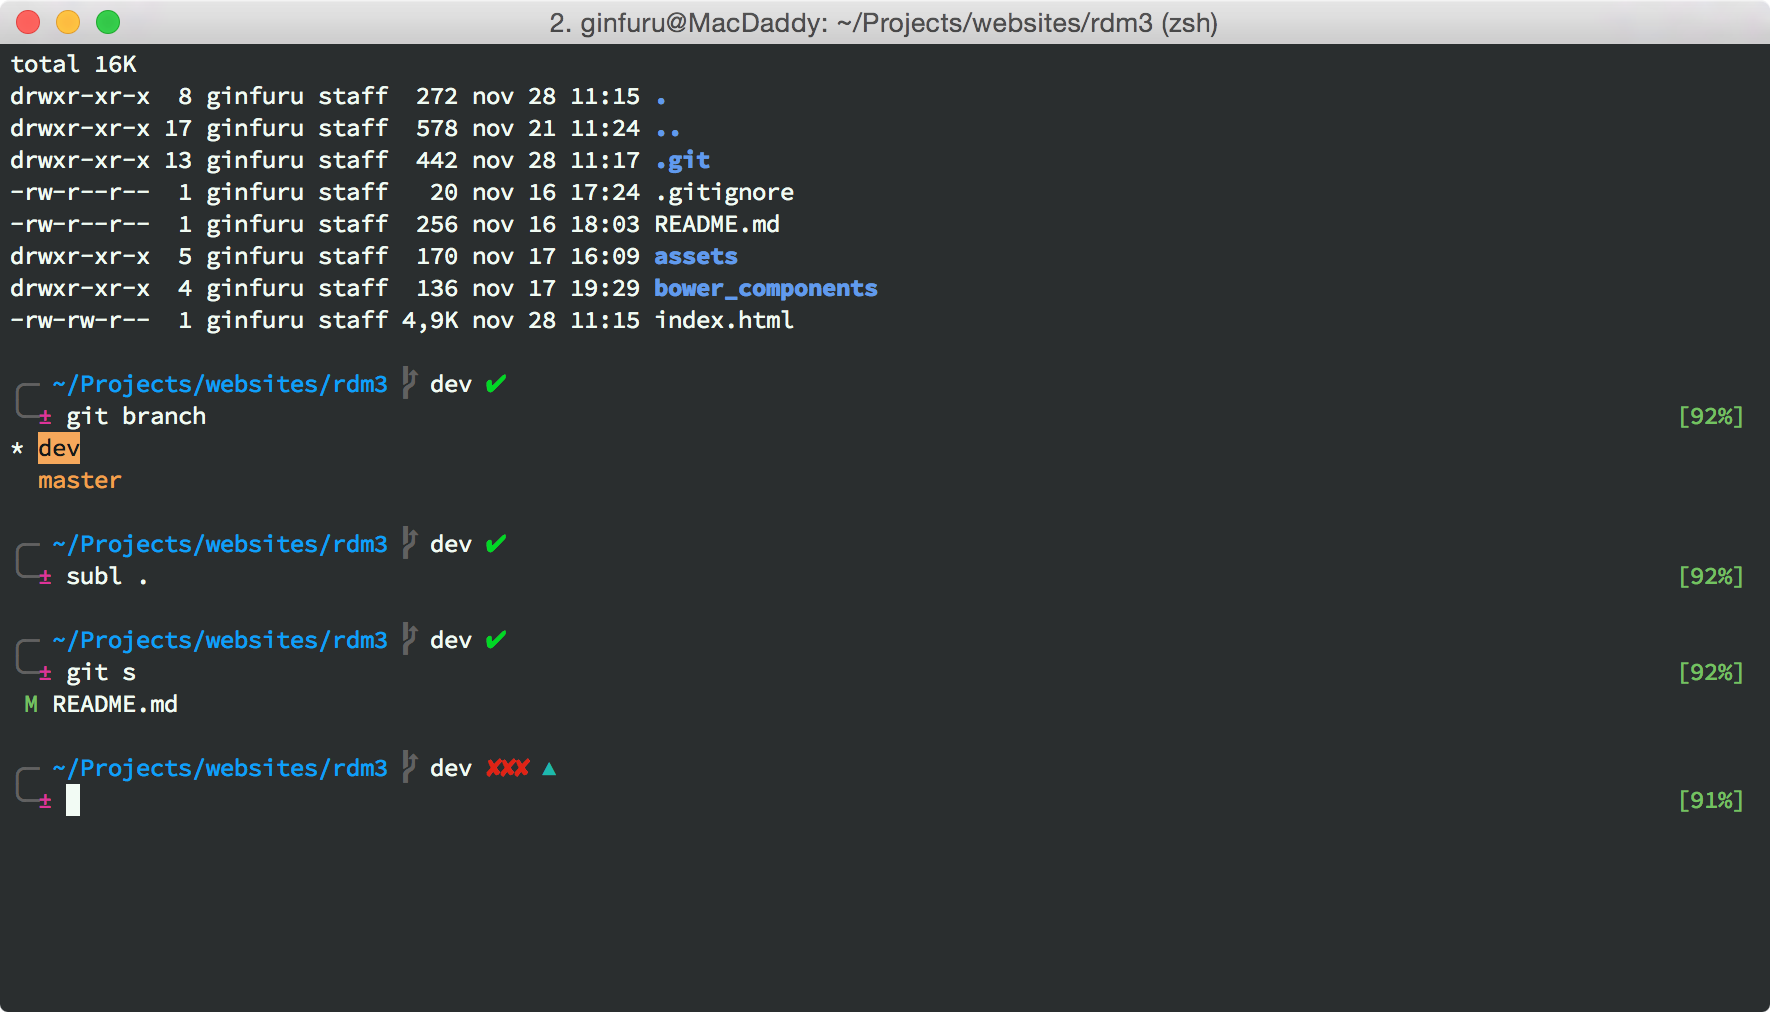 2. ginfuru@MacDaddy: ~/Projects/websites/rdm3 (zsh)
total 16K
drwxr-xr-x  8 ginfuru staff  272 nov 28 11:15 .
drwxr-xr-x 17 ginfuru staff  578 nov 21 11:24 ..
drwxr-xr-x 13 ginfuru staff  442 nov 28 11:17 .git
-rw-r--r--  1 ginfuru staff   20 nov 16 17:24 .gitignore
-rw-r--r--  1 ginfuru staff  256 nov 16 18:03 README.md
drwxr-xr-x  5 ginfuru staff  170 nov 17 16:09 assets
drwxr-xr-x  4 ginfuru staff  136 nov 17 19:29 bower_components
-rw-rw-r--  1 ginfuru staff 4,9K nov 28 11:15 index.html
~/Projects/websites/rdm3 dev ✔
± git branch [92%]
* dev
master
~/Projects/websites/rdm3 dev ✔
± subl . [92%]
~/Projects/websites/rdm3 dev ✔
± git s [92%]
M README.md
~/Projects/websites/rdm3 dev ✘✘✘ ▲
± [91%]